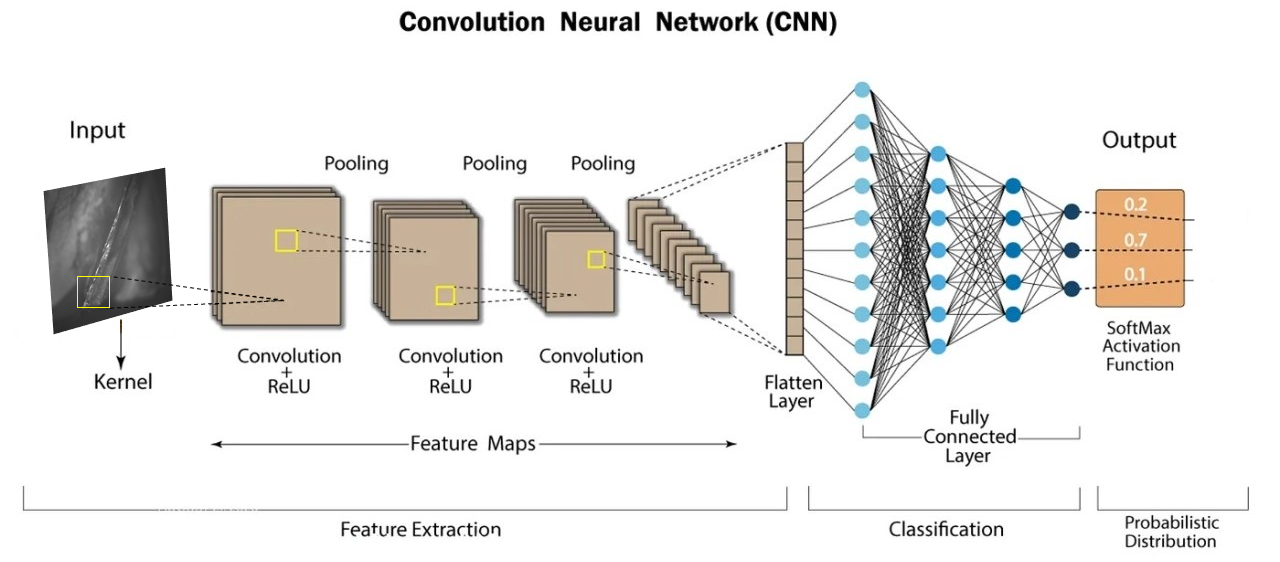 Convolution Neural Network (CNN)
Input
Output
Pooling
Pooling
Pooling
0.2
0.7
0.1
Kernel
Convolution
+
ReLU
Convolution
+
ReLU
Convolution
+
ReLU
Flatten
Layer
SoftMax
Activation
Function
Feature Maps
Fully
Connected
Layer
Feature Extraction
Classification
Probabilistic
Distribution